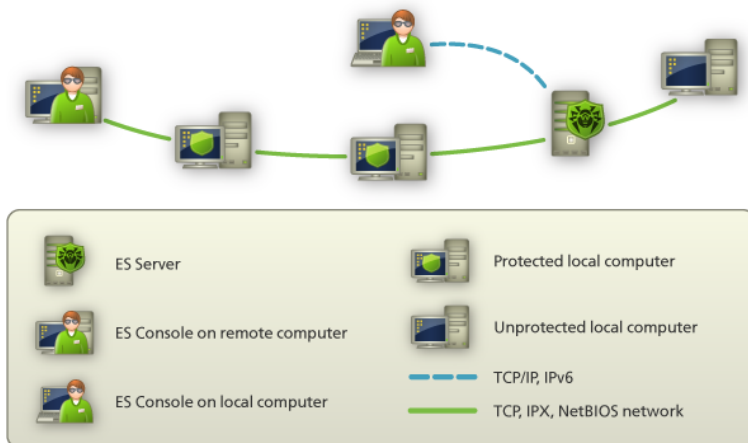 ES Server
ES Console on remote computer
ES Console on local computer
Protected local computer
Unprotected local computer
TCP/IP, IPv6
TCP, IPX, NetBIOS network